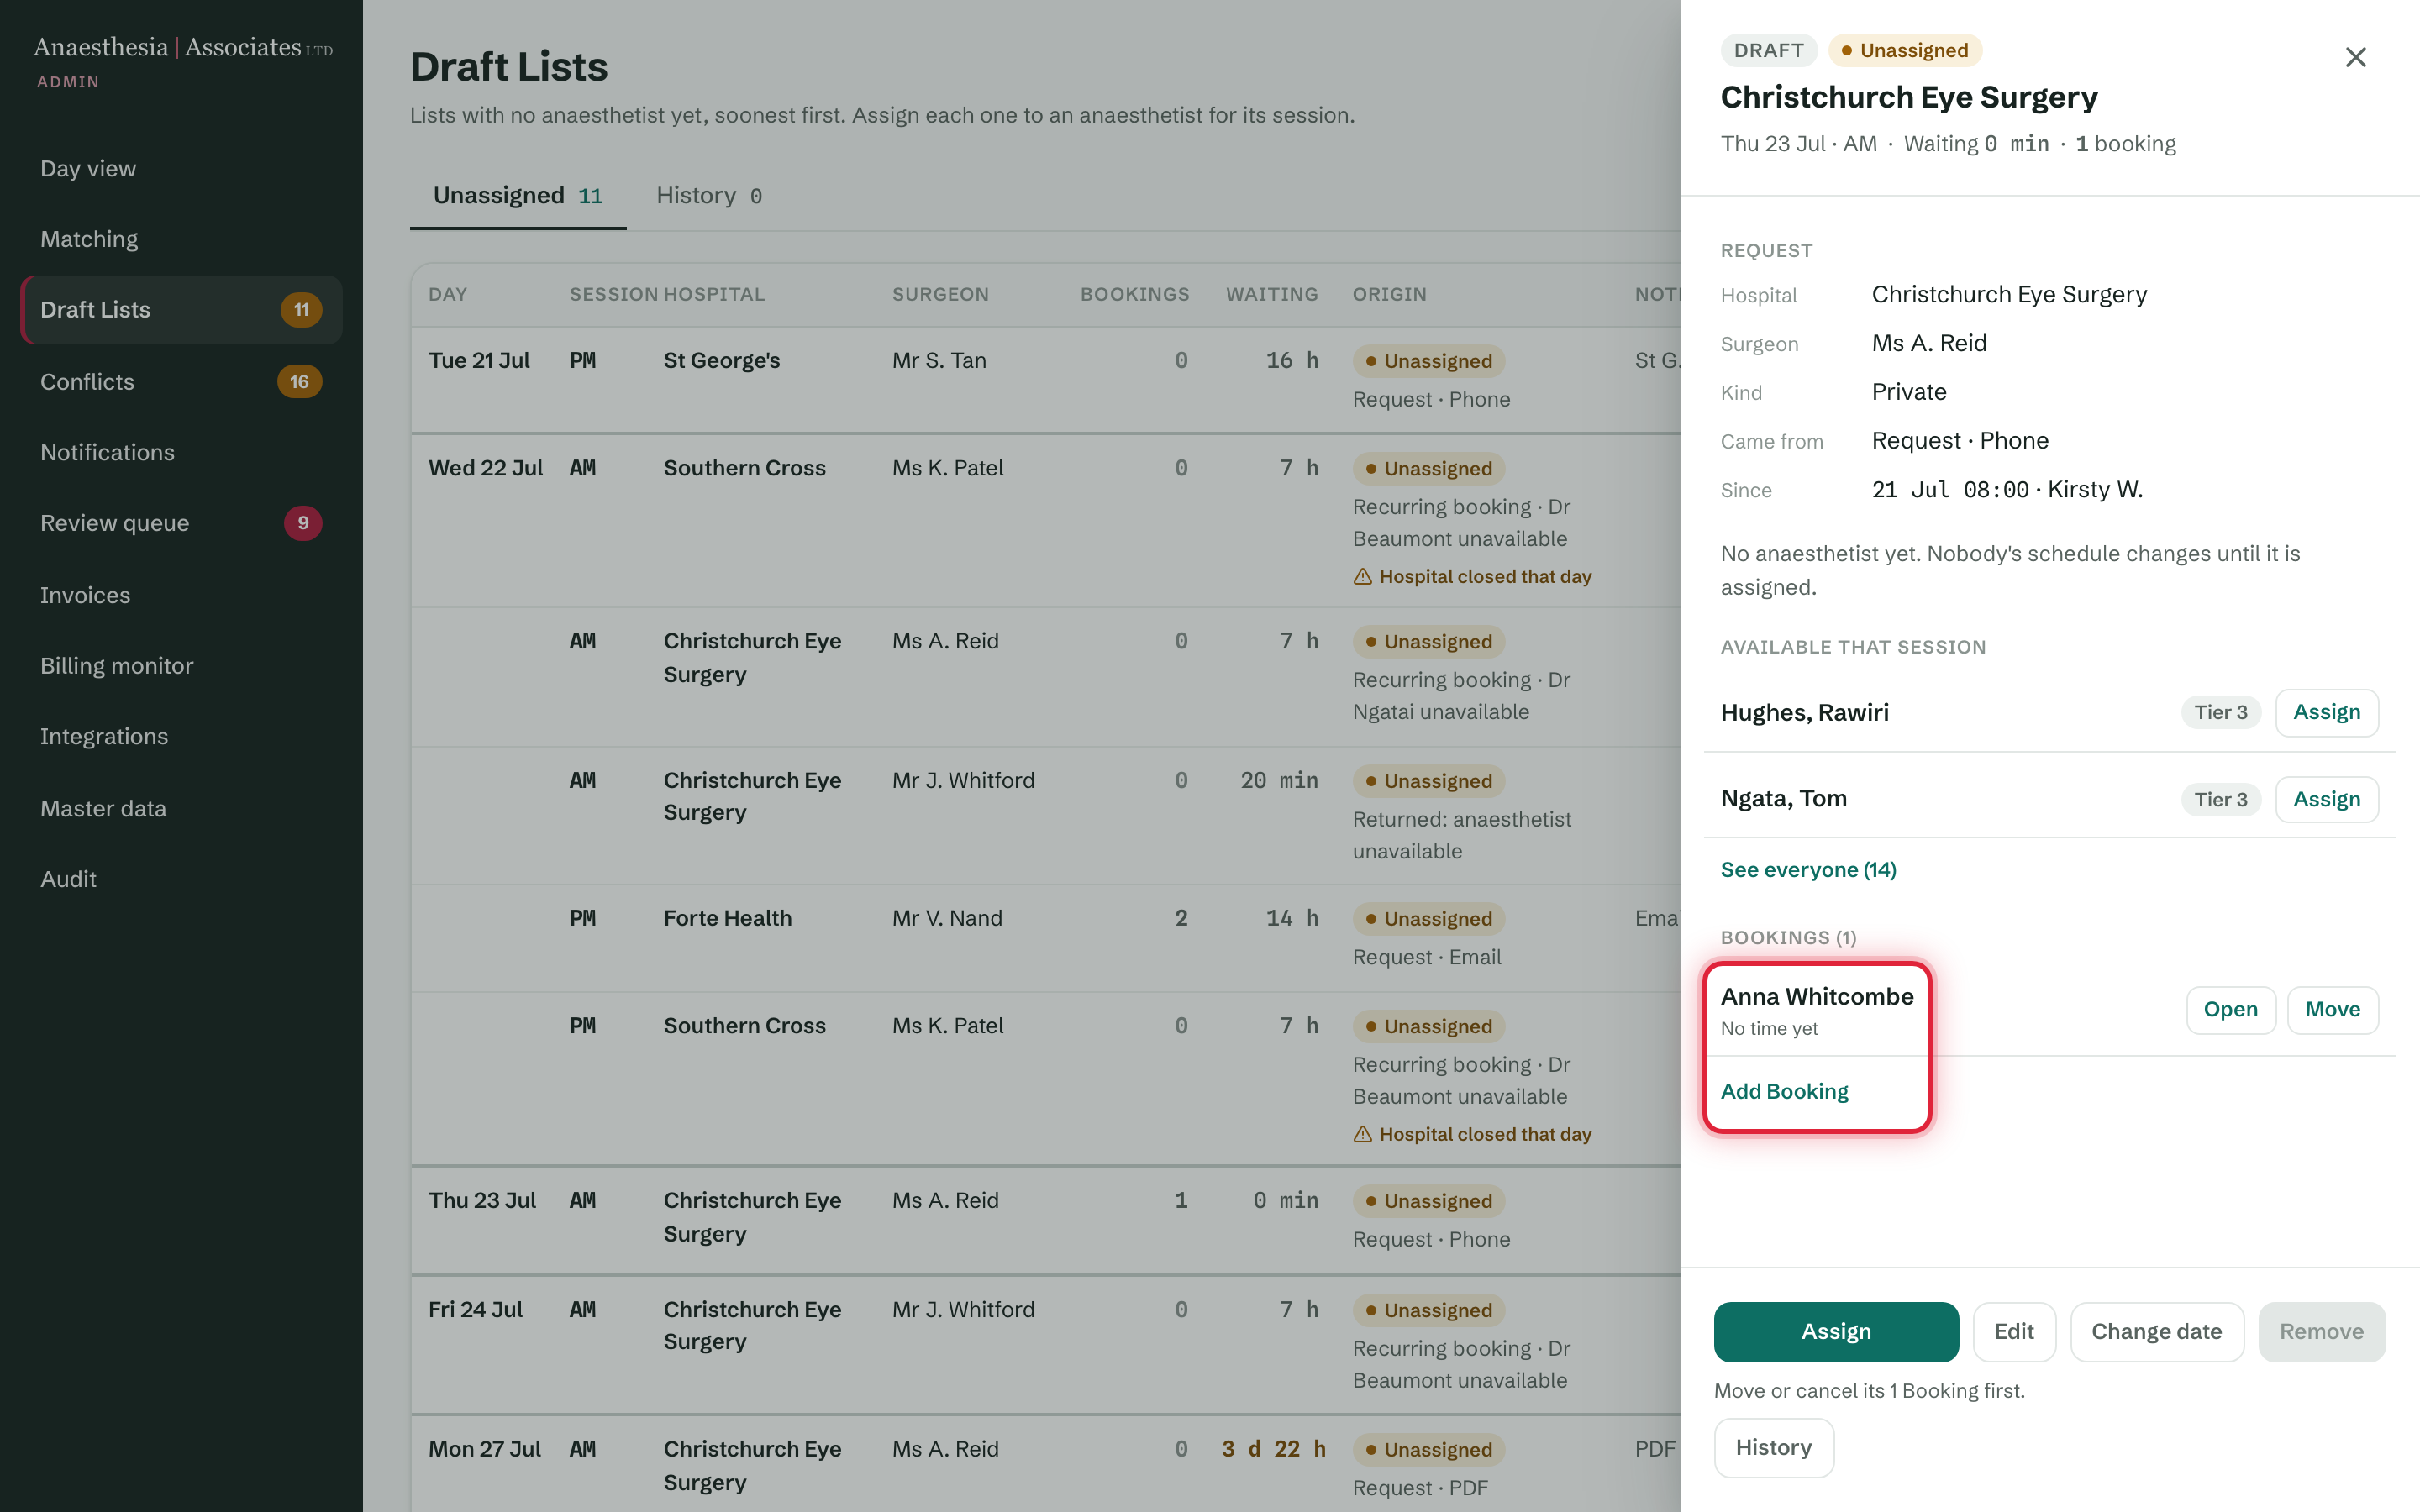 Anaesthesia | Associates LTD
ADMIN
Day view
Matching
Draft Lists 11
Conflicts 16
Notifications
Review queue 9
Invoices
Billing monitor
Integrations
Master data
Audit
Draft Lists
Lists with no anaesthetist yet, soonest first. Assign each one to an anaesthetist for its session.
Unassigned 11 History 0
DAY SESSION HOSPITAL SURGEON BOOKINGS WAITING ORIGIN
Tue 21 Jul PM St George's Mr S. Tan 0 16 h Unassigned St G.
Request · Phone
Wed 22 Jul AM Southern Cross Ms K. Patel 0 7 h Unassigned
Recurring booking · Dr
Beaumont unavailable
Hospital closed that day
AM Christchurch Eye Ms A. Reid 0 7 h Unassigned
Surgery Recurring booking · Dr
Ngatai unavailable
AM Christchurch Eye Mr J. Whitford 0 20 min Unassigned
Surgery Returned: anaesthetist
unavailable
PM Forte Health Mr V. Nand 2 14 h Unassigned
Request · Email
PM Southern Cross Ms K. Patel 0 7 h Unassigned
Recurring booking · Dr
Beaumont unavailable
Hospital closed that day
Thu 23 Jul AM Christchurch Eye Ms A. Reid 1 0 min Unassigned
Surgery Request · Phone
Fri 24 Jul AM Christchurch Eye Mr J. Whitford 0 7 h Unassigned
Surgery Recurring booking · Dr
Beaumont unavailable
Mon 27 Jul AM Christchurch Eye Ms A. Reid 0 3 d 22 h Unassigned PDF
Surgery Request · PDF
DRAFT Unassigned
Christchurch Eye Surgery
Thu 23 Jul · AM · Waiting 0 min · 1 booking
REQUEST
Hospital Christchurch Eye Surgery
Surgeon Ms A. Reid
Kind Private
Came from Request · Phone
Since 21 Jul 08:00 · Kirsty W.
No anaesthetist yet. Nobody's schedule changes until it is
assigned.
AVAILABLE THAT SESSION
Hughes, Rawiri Tier 3 Assign
Ngata, Tom Tier 3 Assign
See everyone (14)
BOOKINGS (1)
Anna Whitcombe Open Move
No time yet
Add Booking
Assign Edit Change date Remove
Move or cancel its 1 Booking first.
History